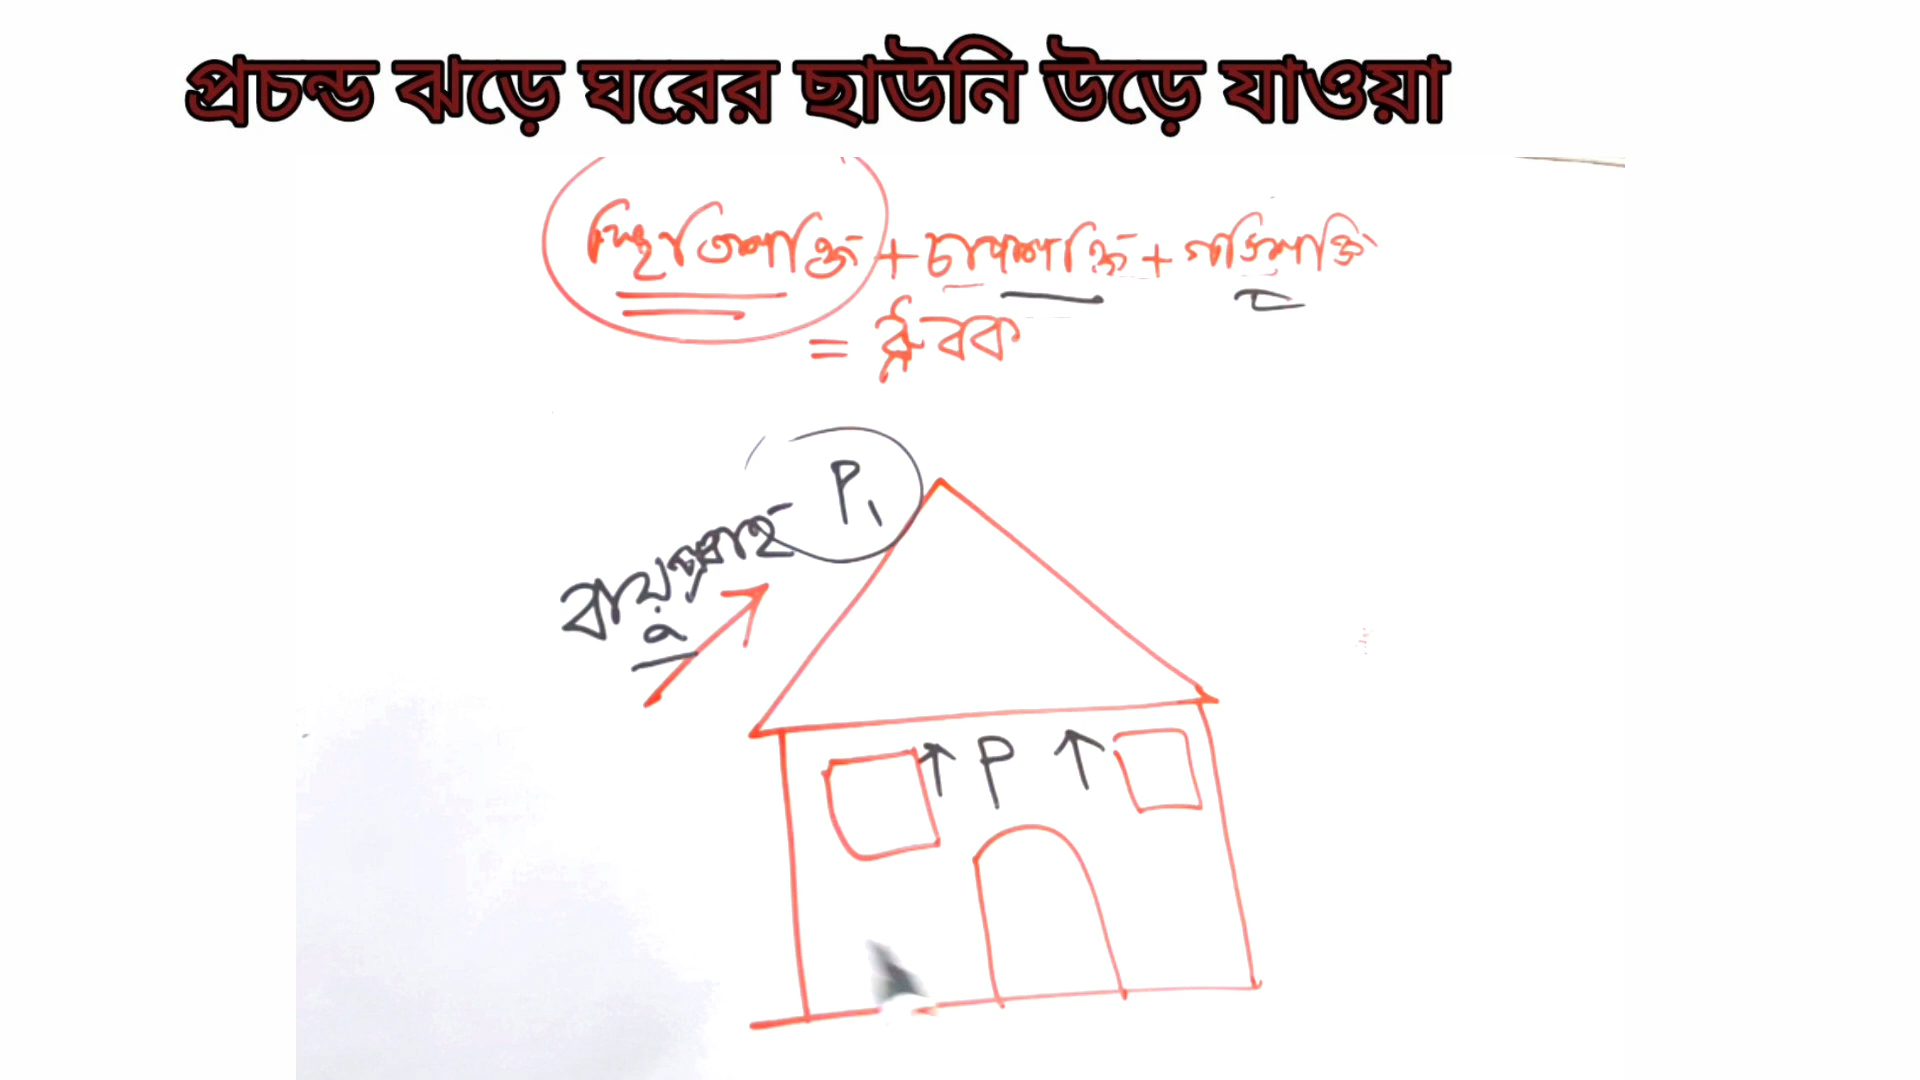 প্রচন্ড ঝড়ে ঘরের ছাউনি উড়ে যাওয়া
স্থিতিশক্তি + চাপশক্তি + গতিশক্তি
= ধ্রুবক
P₁
বায়ুপ্রবাহ
↑ P ↑